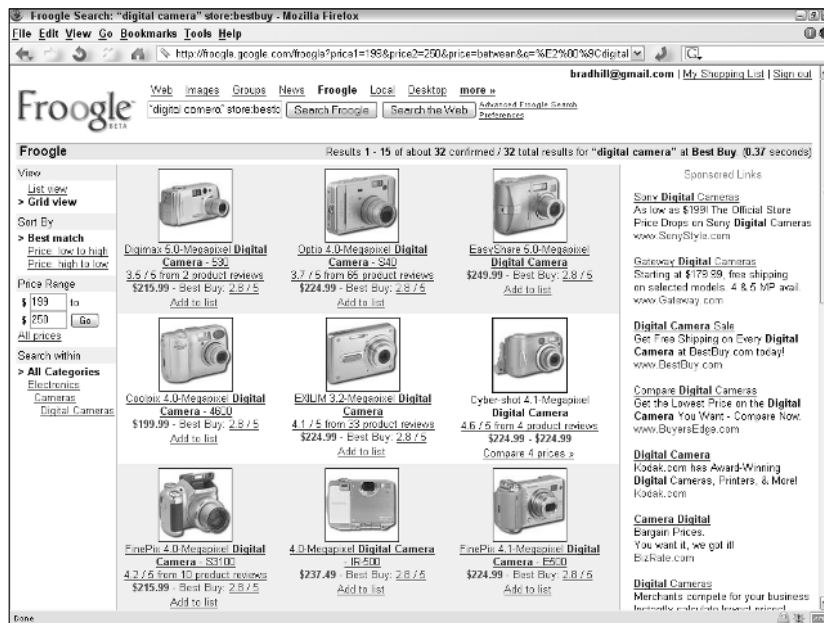 Froogle Search: "digital camera" store:bestbuy - Mozilla Firefox
File Edit View Go Bookmarks Tools Help
http://froogle.google.com/froogle?price1=199&price2=250&price=between&q=%E2%80%9Cdigital
G
bradhill@gmail.com | My Shopping List | Sign out
Froogle
BETA
Web Images Groups News Froogle Local Desktop more »
"digital camera" store:bestb Search Froogle Search the Web Advanced Froogle Search
Preferences
Froogle Results 1 - 15 of about 32 confirmed / 32 total results for "digital camera" at Best Buy. (0.37 seconds)
View
List view
> Grid view
Sort By
> Best match
Price: low to high
Price: high to low
Price Range
$ 199 to
$ 250 Go
All prices
Search within
> All Categories
Electronics
Cameras
Digital Cameras
Digimax 5.0-Megapixel Digital
Camera - 530
3.5 / 5 from 2 product reviews
$215.99 - Best Buy: 2.8 / 5
Add to list
Optio 4.0-Megapixel Digital
Camera - S40
3.7 / 5 from 65 product reviews
$224.99 - Best Buy: 2.8 / 5
Add to list
EasyShare 5.0-Megapixel
Digital Camera
$249.99 - Best Buy: 2.8 / 5
Add to list
Coolpix 4.0-Megapixel Digital
Camera - 4600
$199.99 - Best Buy: 2.8 / 5
Add to list
EXILIM 3.2-Megapixel Digital
Camera
4.1 / 5 from 33 product reviews
$224.99 - Best Buy: 2.8 / 5
Add to list
Cyber-shot 4.1-Megapixel
Digital Camera
4.6 / 5 from 4 product reviews
$224.99 - $224.99
Compare 4 prices »
FinePix 4.0-Megapixel Digital
Camera - S3100
4.2 / 5 from 10 product reviews
$215.99 - Best Buy: 2.8 / 5
Add to list
4.0-Megapixel Digital Camera
- IR-500
$237.49 - Best Buy: 2.8 / 5
Add to list
FinePix 4.1-Megapixel Digital
Camera - E500
$224.99 - Best Buy: 2.8 / 5
Add to list
Sponsored Links
Sony Digital Cameras
As low as $199! The Official Store
Price Drops on Sony Digital Cameras
www.SonyStyle.com
Gateway Digital Cameras
Starting at $179.99, free shipping
on selected models. 4 & 5 MP avail.
www.Gateway.com
Digital Camera Sale
Get Free Shipping on Every Digital
Camera at BestBuy.com today!
www.BestBuy.com
Compare Digital Cameras
Get the Lowest Price on the Digital
Camera You Want - Compare Now.
www.BuyersEdge.com
Digital Camera
Kodak.com has Award-Winning
Digital Cameras, Printers, & More!
Kodak.com
Camera Digital
Bargain Prices.
You want it, we got it!
BizRate.com
Digital Cameras
Merchants compete for your business
Instantly calculate lowest prices!
Done